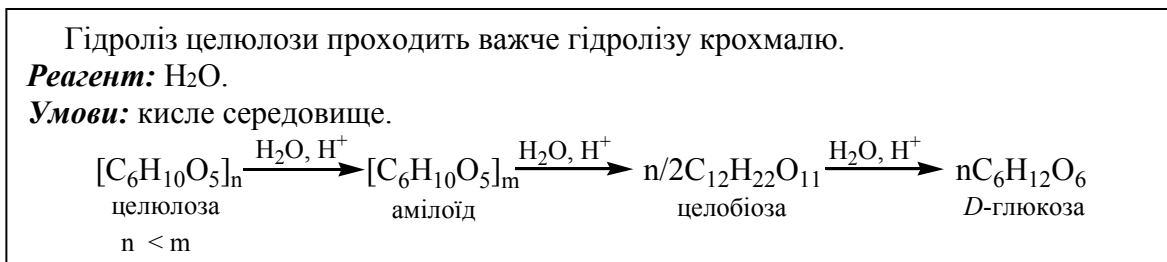 Гідроліз целюлози проходить важче гідролізу крохмалю.
Реагент: H₂O.
Умови: кисле середовище.
H₂O, H⁺ H₂O, H⁺ H₂O, H⁺
[C₆H₁₀O₅]ₙ → [C₆H₁₀O₅]ₘ → n/2C₁₂H₂₂O₁₁ → nC₆H₁₂O₆
целюлоза амілоїд целобіоза D-глюкоза
n < m